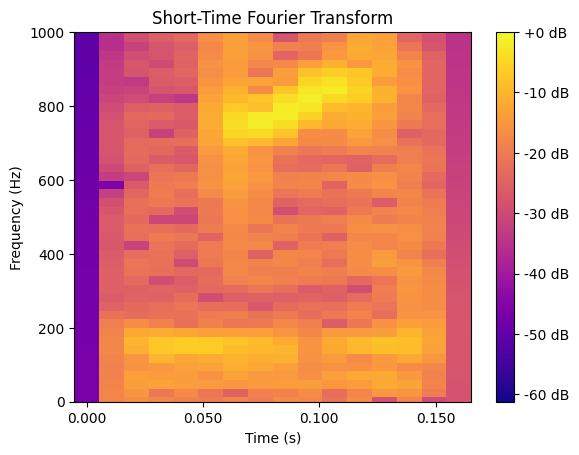 Short-Time Fourier Transform
1000
800
600
400
200
0
Frequency (Hz)
0.000
0.050
0.100
0.150
Time (s)
+0 dB
-10 dB
-20 dB
-30 dB
-40 dB
-50 dB
-60 dB